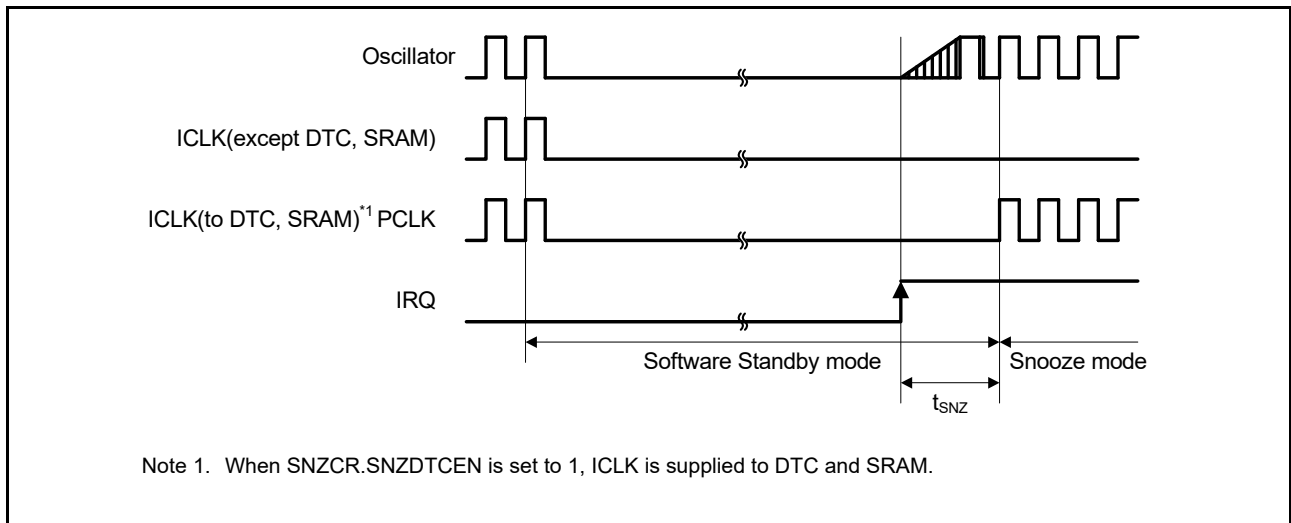 Oscillator
ICLK(except DTC, SRAM)
ICLK(to DTC, SRAM)*1 PCLK
IRQ
Software Standby mode
Snooze mode
tSNZ
Note 1. When SNZCR.SNZDTCEN is set to 1, ICLK is supplied to DTC and SRAM.